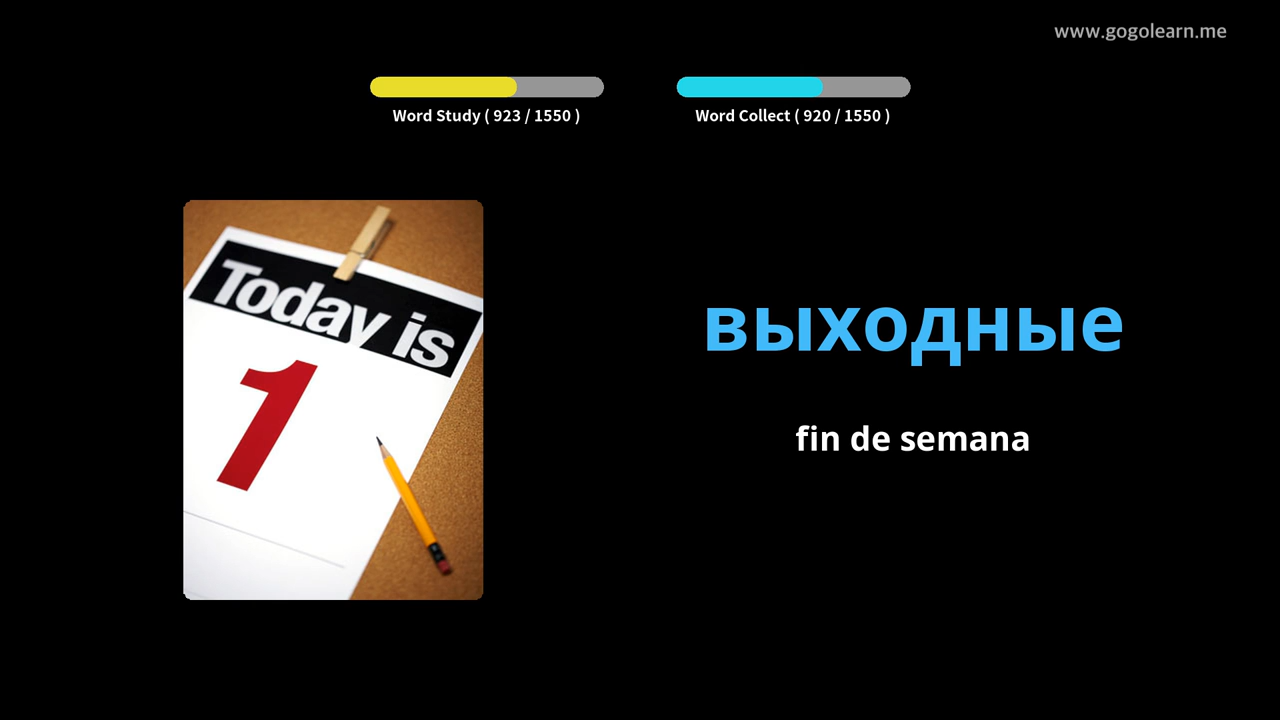 www.gogolearn.me
Word Study ( 923 / 1550 )
Word Collect ( 920 / 1550 )
Today is
1
выходные
fin de semana